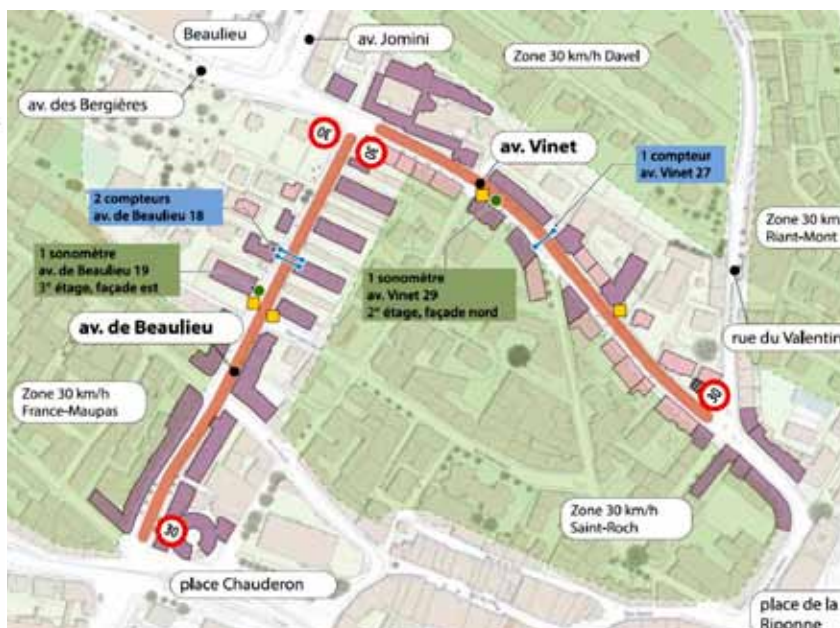 Beaulieu
av. Jomini
Zone 30 km/h Davel
av. des Bergières
30
30
av. Vinet
1 compteur
av. Vinet 27
2 compteurs
av. de Beaulieu 18
Zone 30 km/h
Riant-Mont
1 sonomètre
av. de Beaulieu 19
3e étage, façade est
1 sonomètre
av. Vinet 29
2e étage, façade nord
av. de Beaulieu
rue du Valentin
Zone 30 km/h
France-Maupas
30
Zone 30 km/h
Saint-Roch
30
place Chauderon
place de la
Riponne